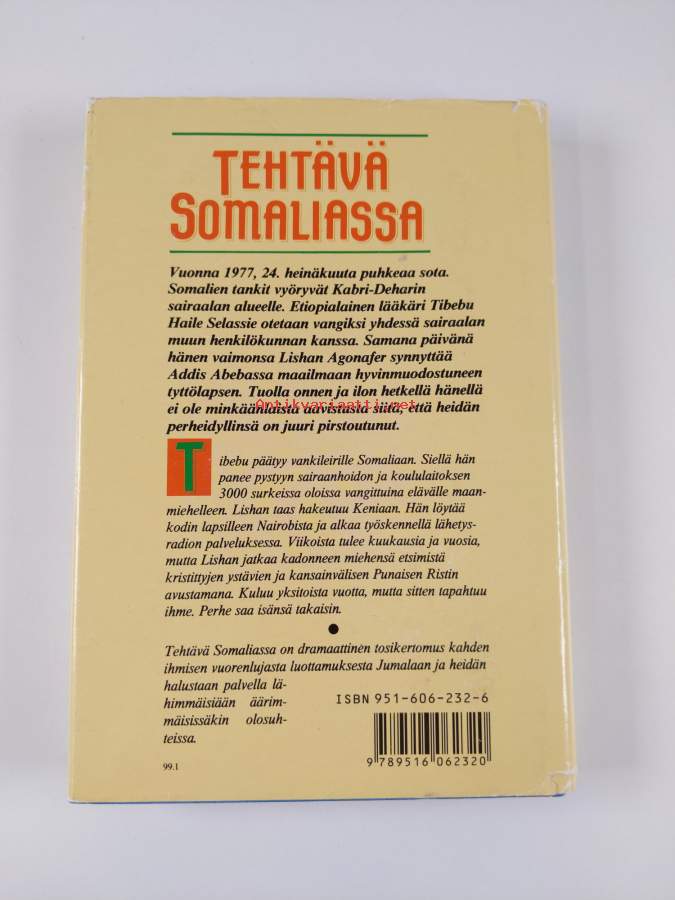 TEHTÄVÄ
SOMALIASSA
Vuonna 1977, 24. heinäkuuta puhkeaa sota.
Somalien tankit vyöryvät Kabri-Deharin
sairaalan alueelle. Etiopialainen lääkäri Tibebu
Haile Selassie otetaan vangiksi yhdessä sairaalan
muun henkilökunnan kanssa. Samana päivänä
hänen vaimonsa Lishan Agonafer synnyttää
Addis Abebassa maailmaan hyvinmuodostuneen
tyttölapsen. Tuolla onnen ja ilon hetkellä hänellä
ei ole minkäänlaista aavistusta siitä, että heidän
perheidyllinsä on juuri pirstoutunut.
Antikvariaatti.net
Tibebu päätyy vankileirille Somaliaan. Siellä hän
panee pystyyn sairaanhoidon ja koululaitoksen
3000 surkeissa oloissa vangittuina elävälle maan-
miehelleen. Lishan taas hakeutuu Keniaan. Hän löytää
kodin lapsilleen Nairobista ja alkaa työskennellä lähetys-
radion palveluksessa. Viikoista tulee kuukausia ja vuosia,
mutta Lishan jatkaa kadonneen miehensä etsimistä
kristittyjen ystävien ja kansainvälisen Punaisen Ristin
avustamana. Kuluu yksitoista vuotta, mutta sitten tapahtuu
ihme. Perhe saa isänsä takaisin.
Tehtävä Somaliassa on dramaattinen tosikertomus kahden
ihmisen vuorenlujasta luottamuksesta Jumalaan ja heidän
halustaan palvella lä-
himmäisiään äärim-
mäisissäkin olosuh-
teissa.
99.1
ISBN 951-606-232-6
9 789516 062320